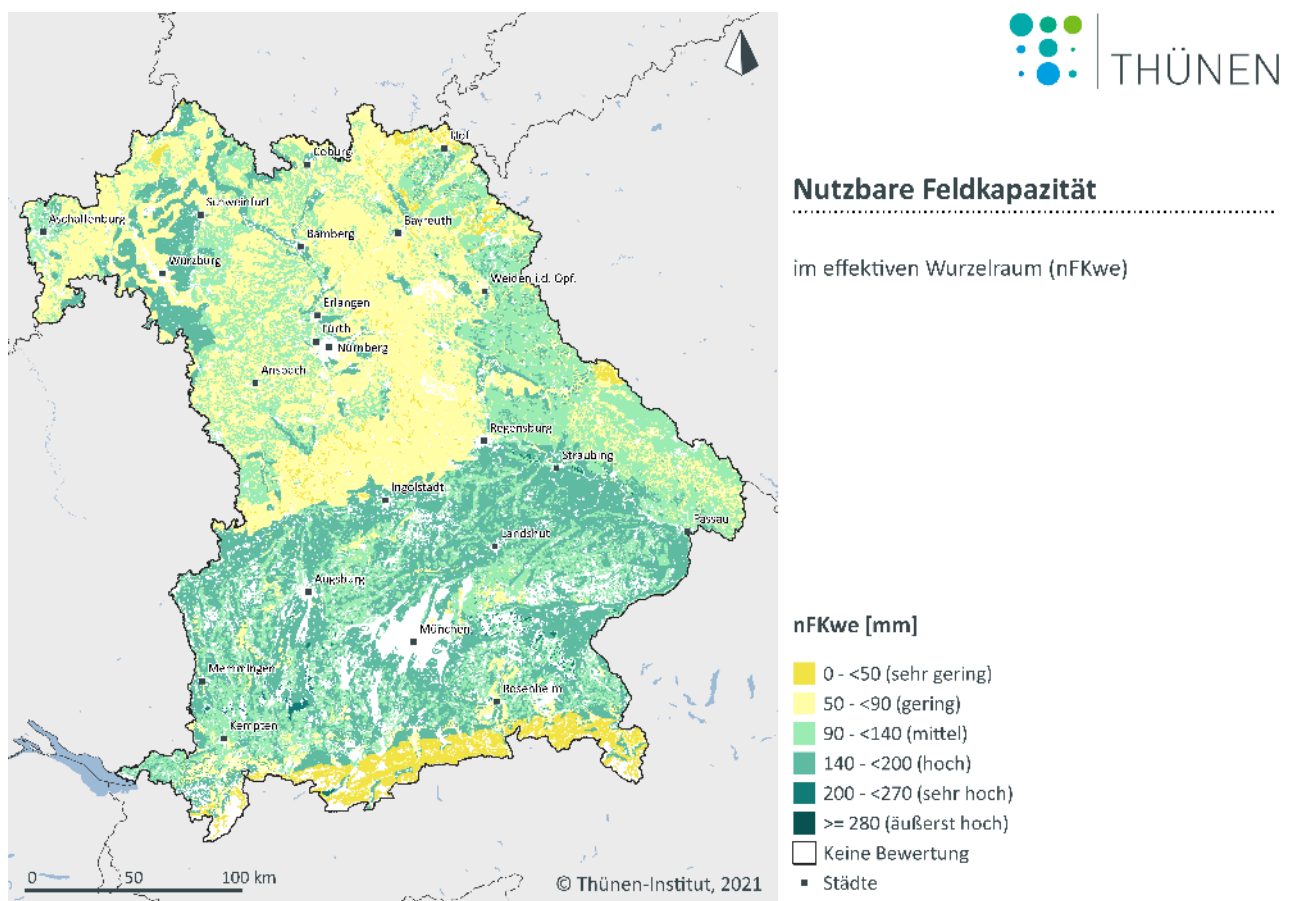 THÜNEN
Nutzbare Feldkapazität
im effektiven Wurzelraum (nFKwe)
Hof
Coburg
Schweinfurt
Aschaffenburg
Bayreuth
Bamberg
Würzburg
Weiden i.d. Opf.
Erlangen
Fürth
Nürnberg
Ansbach
Regensburg
Straubing
Ingolstadt
Passau
Landshut
Augsburg
München
Memmingen
Rosenheim
Kempten
nFKwe [mm]
0 - <50 (sehr gering)
50 - <90 (gering)
90 - <140 (mittel)
140 - <200 (hoch)
200 - <270 (sehr hoch)
>= 280 (äußerst hoch)
Keine Bewertung
Städte
0 50 100 km
© Thünen-Institut, 2021